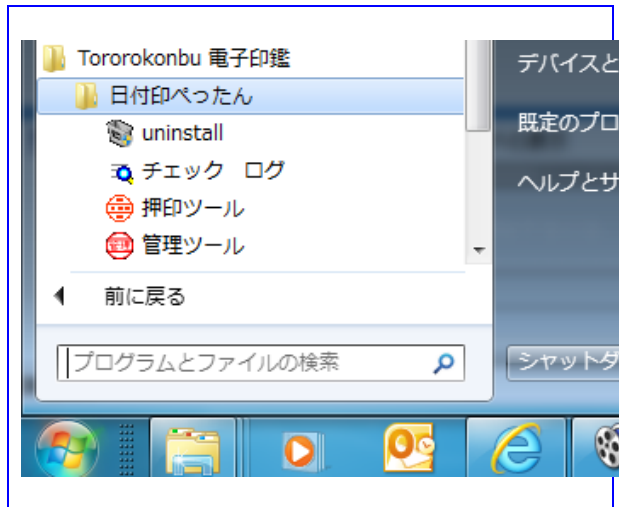 Tororokonbu 電子印鑑
日付印ぺったん
uninstall
チェック　ログ
押印ツール
管理ツール
前に戻る
プログラムとファイルの検索
デバイスと
既定のプロ
ヘルプとサ
シャットダ